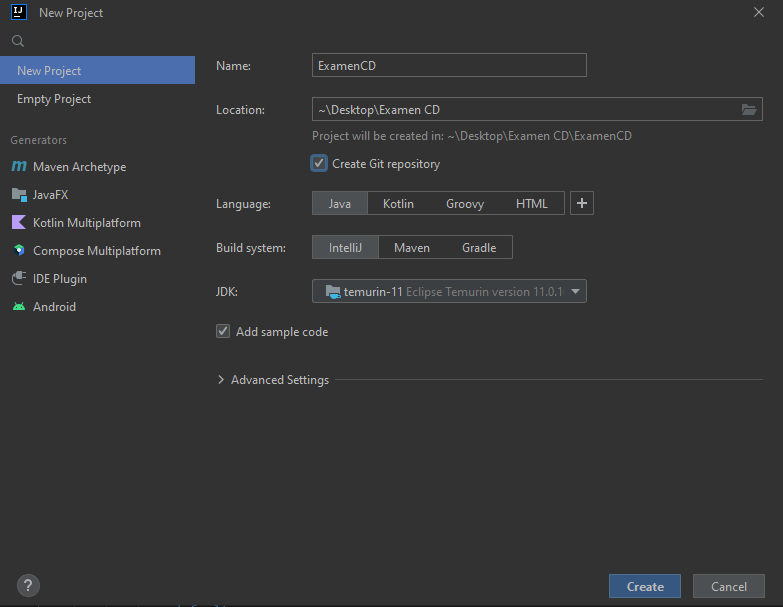 New Project
New Project
Empty Project
Generators
Maven Archetype
JavaFX
Kotlin Multiplatform
Compose Multiplatform
IDE Plugin
Android
Name: ExamenCD
Location: ~\Desktop\Examen CD
Project will be created in: ~\Desktop\Examen CD\ExamenCD
Create Git repository
Language: Java Kotlin Groovy HTML +
Build system: IntelliJ Maven Gradle
JDK: temurin-11 Eclipse Temurin version 11.0.1
Add sample code
Advanced Settings
? Create Cancel